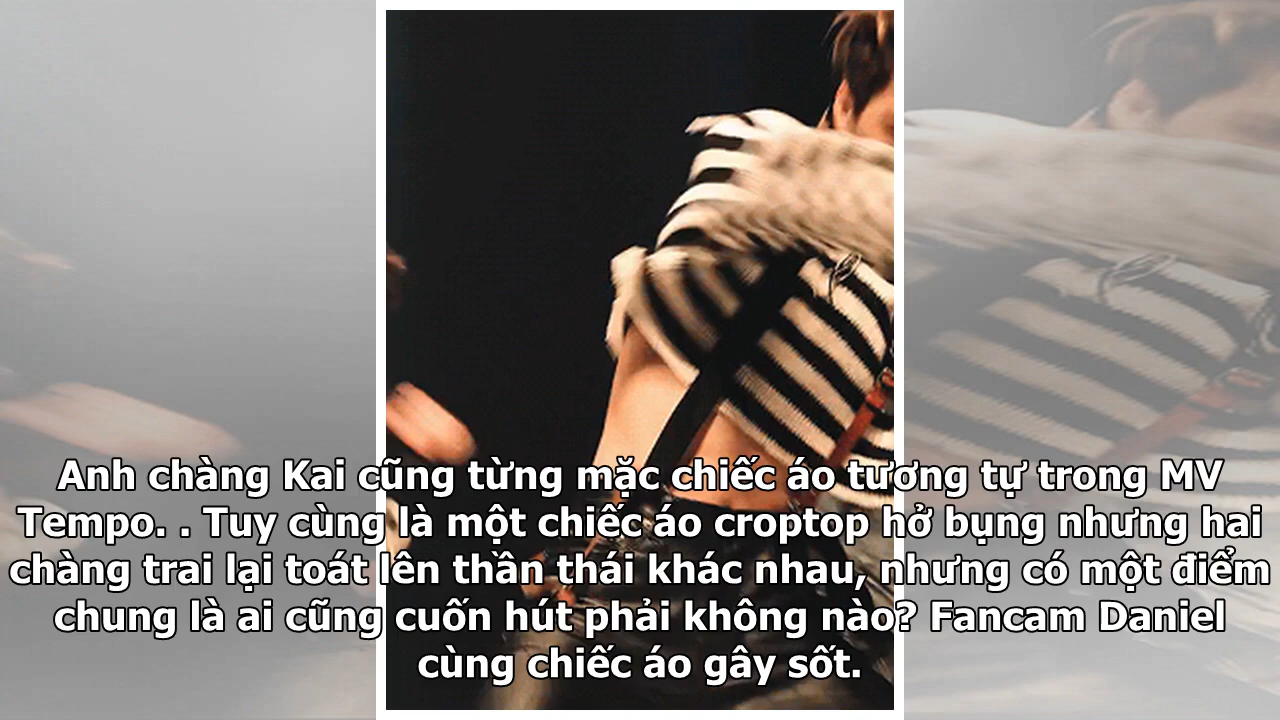 Anh chàng Kai cũng từng mặc chiếc áo tương tự trong MV
Tempo. . Tuy cùng là một chiếc áo croptop hở bụng nhưng hai
chàng trai lại toát lên thần thái khác nhau, nhưng có một điểm
chung là ai cũng cuốn hút phải không nào? Fancam Daniel
cùng chiếc áo gây sốt.